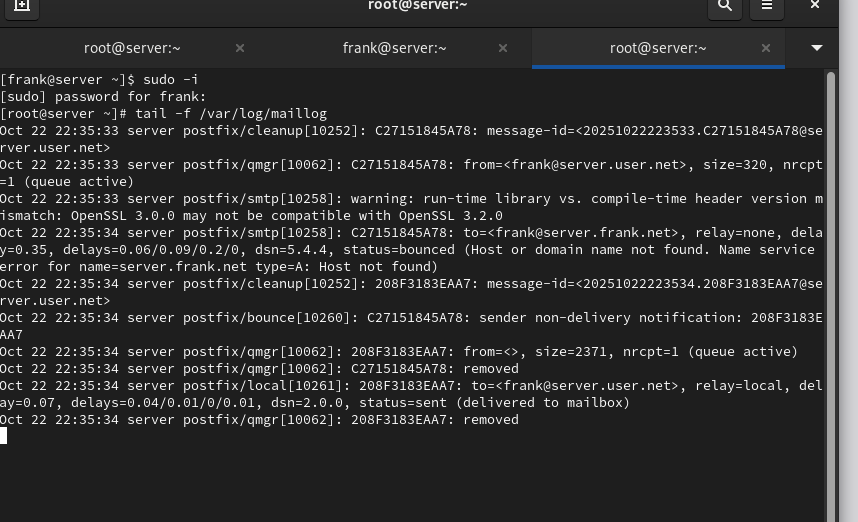 root@server:~
root@server:~
frank@server:~
root@server:~
[frank@server ~]$ sudo -i
[sudo] password for frank:
[root@server ~]# tail -f /var/log/maillog
Oct 22 22:35:33 server postfix/cleanup[10252]: C27151845A78: message-id=<20251022223533.C27151845A78@se
rver.user.net>
Oct 22 22:35:33 server postfix/qmgr[10062]: C27151845A78: from=<frank@server.user.net>, size=320, nrcpt
=1 (queue active)
Oct 22 22:35:33 server postfix/smtp[10258]: warning: run-time library vs. compile-time header version m
ismatch: OpenSSL 3.0.0 may not be compatible with OpenSSL 3.2.0
Oct 22 22:35:34 server postfix/smtp[10258]: C27151845A78: to=<frank@server.frank.net>, relay=none, dela
y=0.35, delays=0.06/0.09/0.2/0, dsn=5.4.4, status=bounced (Host or domain name not found. Name service
error for name=server.frank.net type=A: Host not found)
Oct 22 22:35:34 server postfix/cleanup[10252]: 208F3183EAA7: message-id=<20251022223534.208F3183EAA7@se
rver.user.net>
Oct 22 22:35:34 server postfix/bounce[10260]: C27151845A78: sender non-delivery notification: 208F3183E
AA7
Oct 22 22:35:34 server postfix/qmgr[10062]: 208F3183EAA7: from=<>, size=2371, nrcpt=1 (queue active)
Oct 22 22:35:34 server postfix/qmgr[10062]: C27151845A78: removed
Oct 22 22:35:34 server postfix/local[10261]: 208F3183EAA7: to=<frank@server.user.net>, relay=local, del
ay=0.07, delays=0.04/0.01/0/0.01, dsn=2.0.0, status=sent (delivered to mailbox)
Oct 22 22:35:34 server postfix/qmgr[10062]: 208F3183EAA7: removed